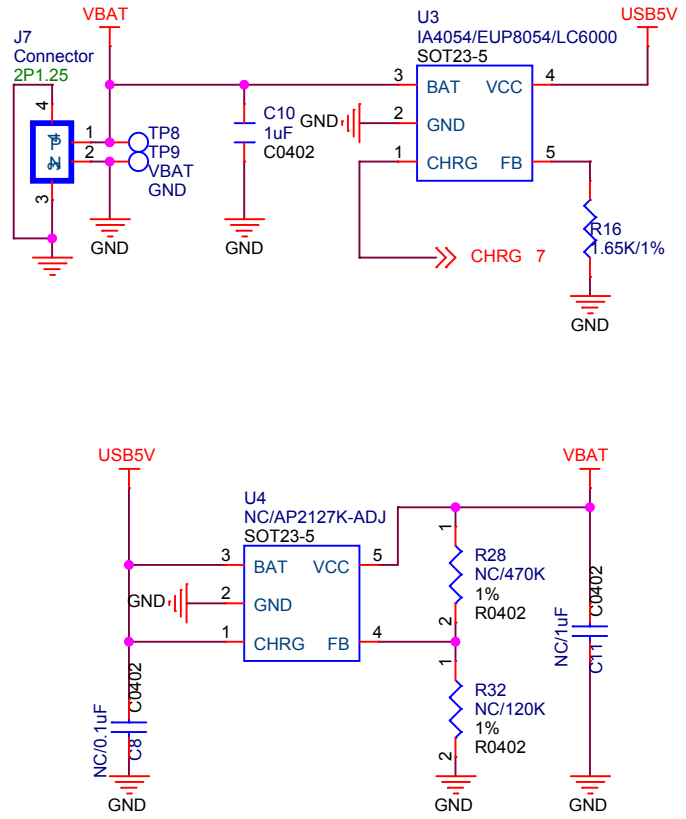 VBAT
J7
Connector
2P1.25
4
1
2
3
TP8
TP9
VBAT
GND
GND
GND
C10
1uF
C0402
GND
U3
IA4054/EUP8054/LC6000
SOT23-5
3
BAT
VCC
4
2
GND
1
CHRG
FB
5
USB5V
GND
R16
1.65K/1%
GND
CHRG 7
USB5V
U4
NC/AP2127K-ADJ
SOT23-5
3
BAT
VCC
5
2
GND
1
CHRG
FB
4
GND
C0402
NC/0.1uF
C8
GND
VBAT
1
R28
NC/470K
1%
R0402
2
1
R32
NC/120K
1%
R0402
2
GND
C0402
NC/1uF
C11
GND